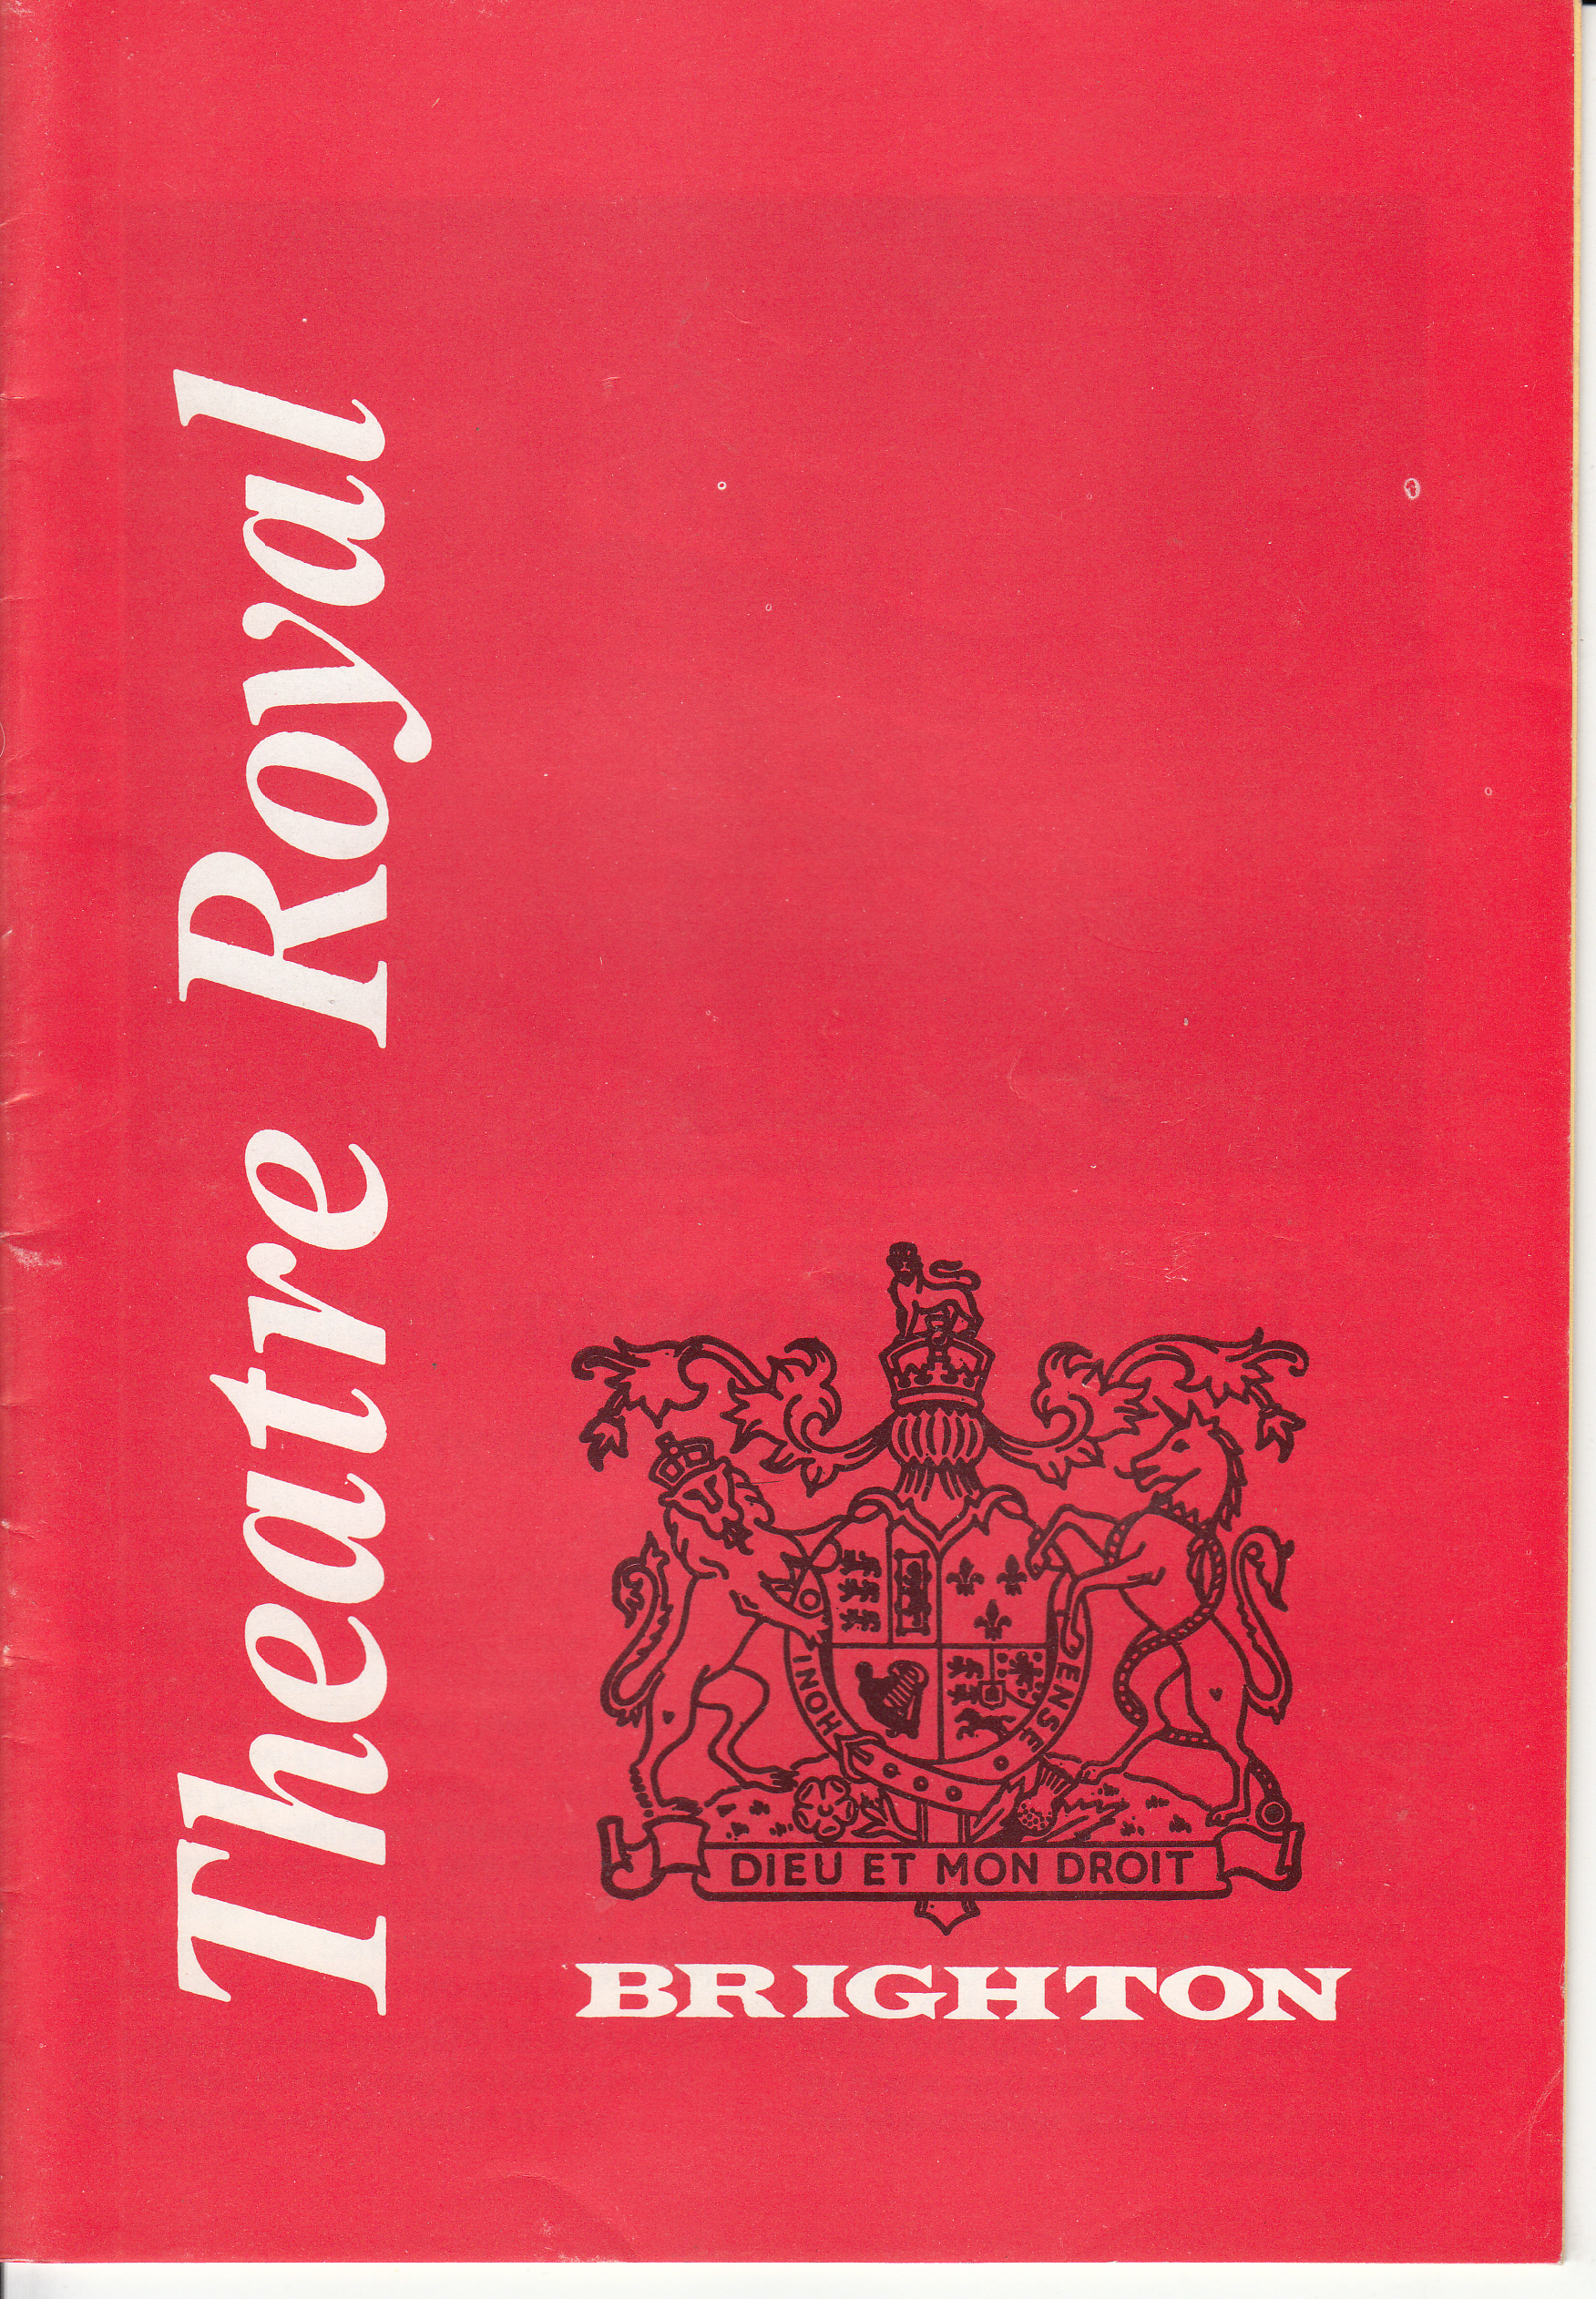 Theatre Royal
HONI ENSE
DIEU ET MON DROIT
BRIGHTON